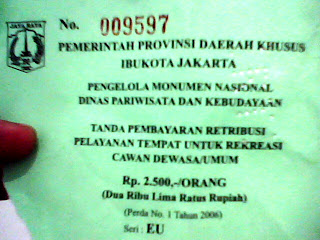 JAYA RAYA
No. 009597
PEMERINTAH PROVINSI DAERAH KHUSUS
IBUKOTA JAKARTA
PENGELOLA MONUMEN NASIONAL
DINAS PARIWISATA DAN KEBUDAYAAN
TANDA PEMBAYARAN RETRIBUSI
PELAYANAN TEMPAT UNTUK REKREASI
CAWAN DEWASA/UMUM
Rp. 2.500,-/ORANG
(Dua Ribu Lima Ratus Rupiah)
(Perda No. 1 Tahun 2006)
Seri : EU